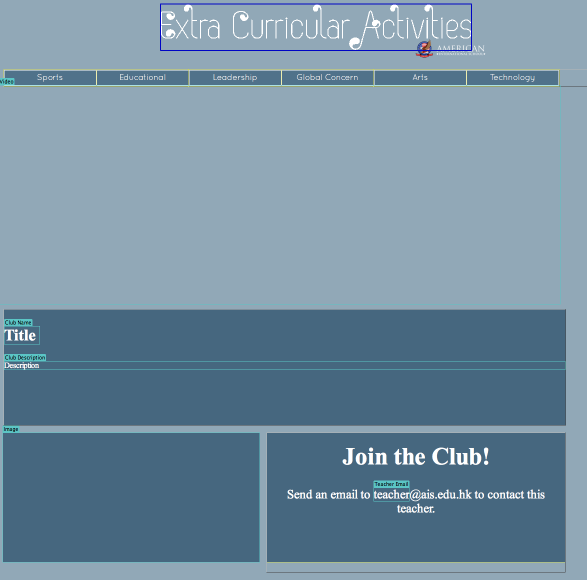 Extra Curricular Activities
AMERICAN
Sports Educational Leadership Global Concern Arts Technology
Video
Club Name
Title
Club Description
Description
Image
Join the Club!
Teacher Email
Send an email to teacher@ais.edu.hk to contact this
teacher.